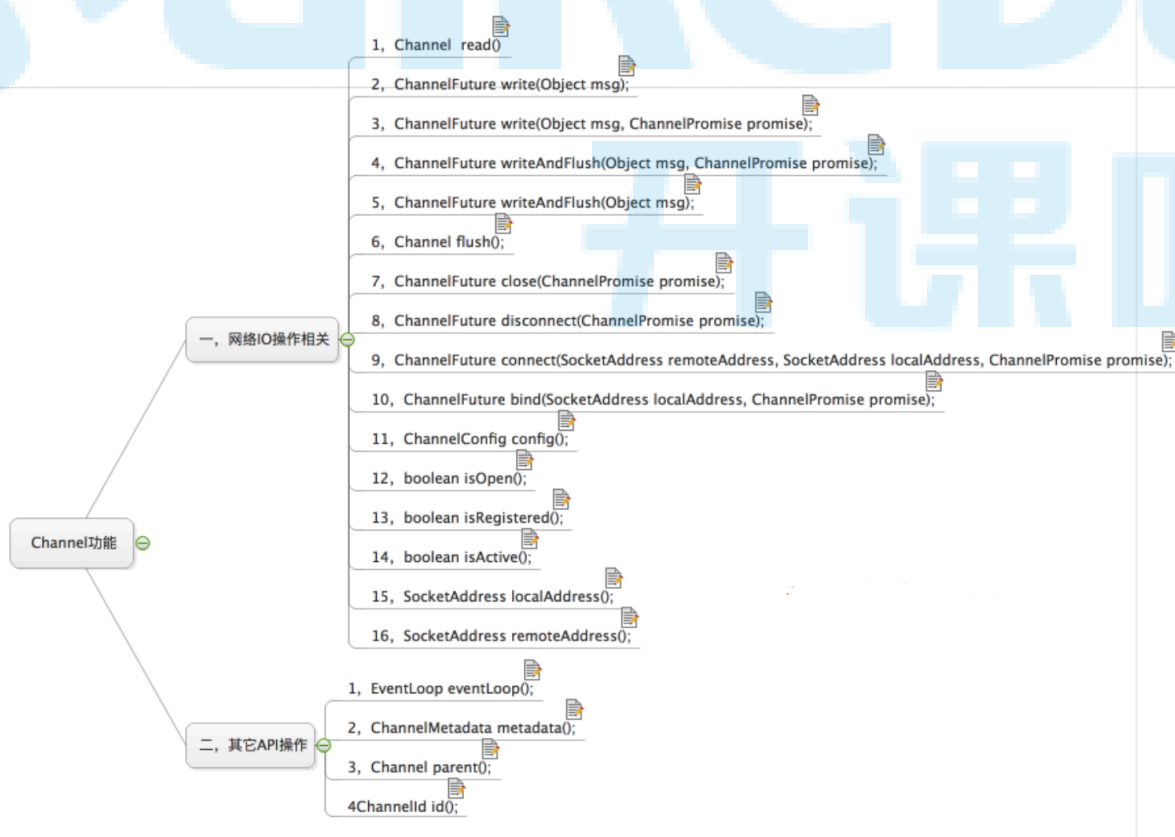 1，Channel read()
2，ChannelFuture write(Object msg);
3，ChannelFuture write(Object msg, ChannelPromise promise);
4，ChannelFuture writeAndFlush(Object msg, ChannelPromise promise);
5，ChannelFuture writeAndFlush(Object msg);
6，Channel flush();
7，ChannelFuture close(ChannelPromise promise);
8，ChannelFuture disconnect(ChannelPromise promise);
一，网络IO操作相关
9，ChannelFuture connect(SocketAddress remoteAddress, SocketAddress localAddress, ChannelPromise promise);
10，ChannelFuture bind(SocketAddress localAddress, ChannelPromise promise);
11，ChannelConfig config();
12，boolean isOpen();
13，boolean isRegistered();
Channel功能
14，boolean isActive();
15，SocketAddress localAddress();
16，SocketAddress remoteAddress();
1，EventLoop eventLoop();
2，ChannelMetadata metadata();
二，其它API操作
3，Channel parent();
4ChannelId id();
开课吧